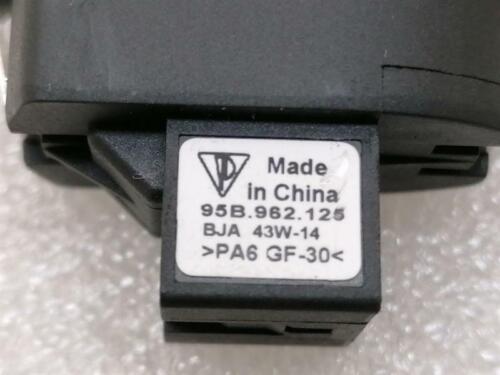 Made
in China
95B.962.125
BJA 43W-14
>PA6 GF-30<